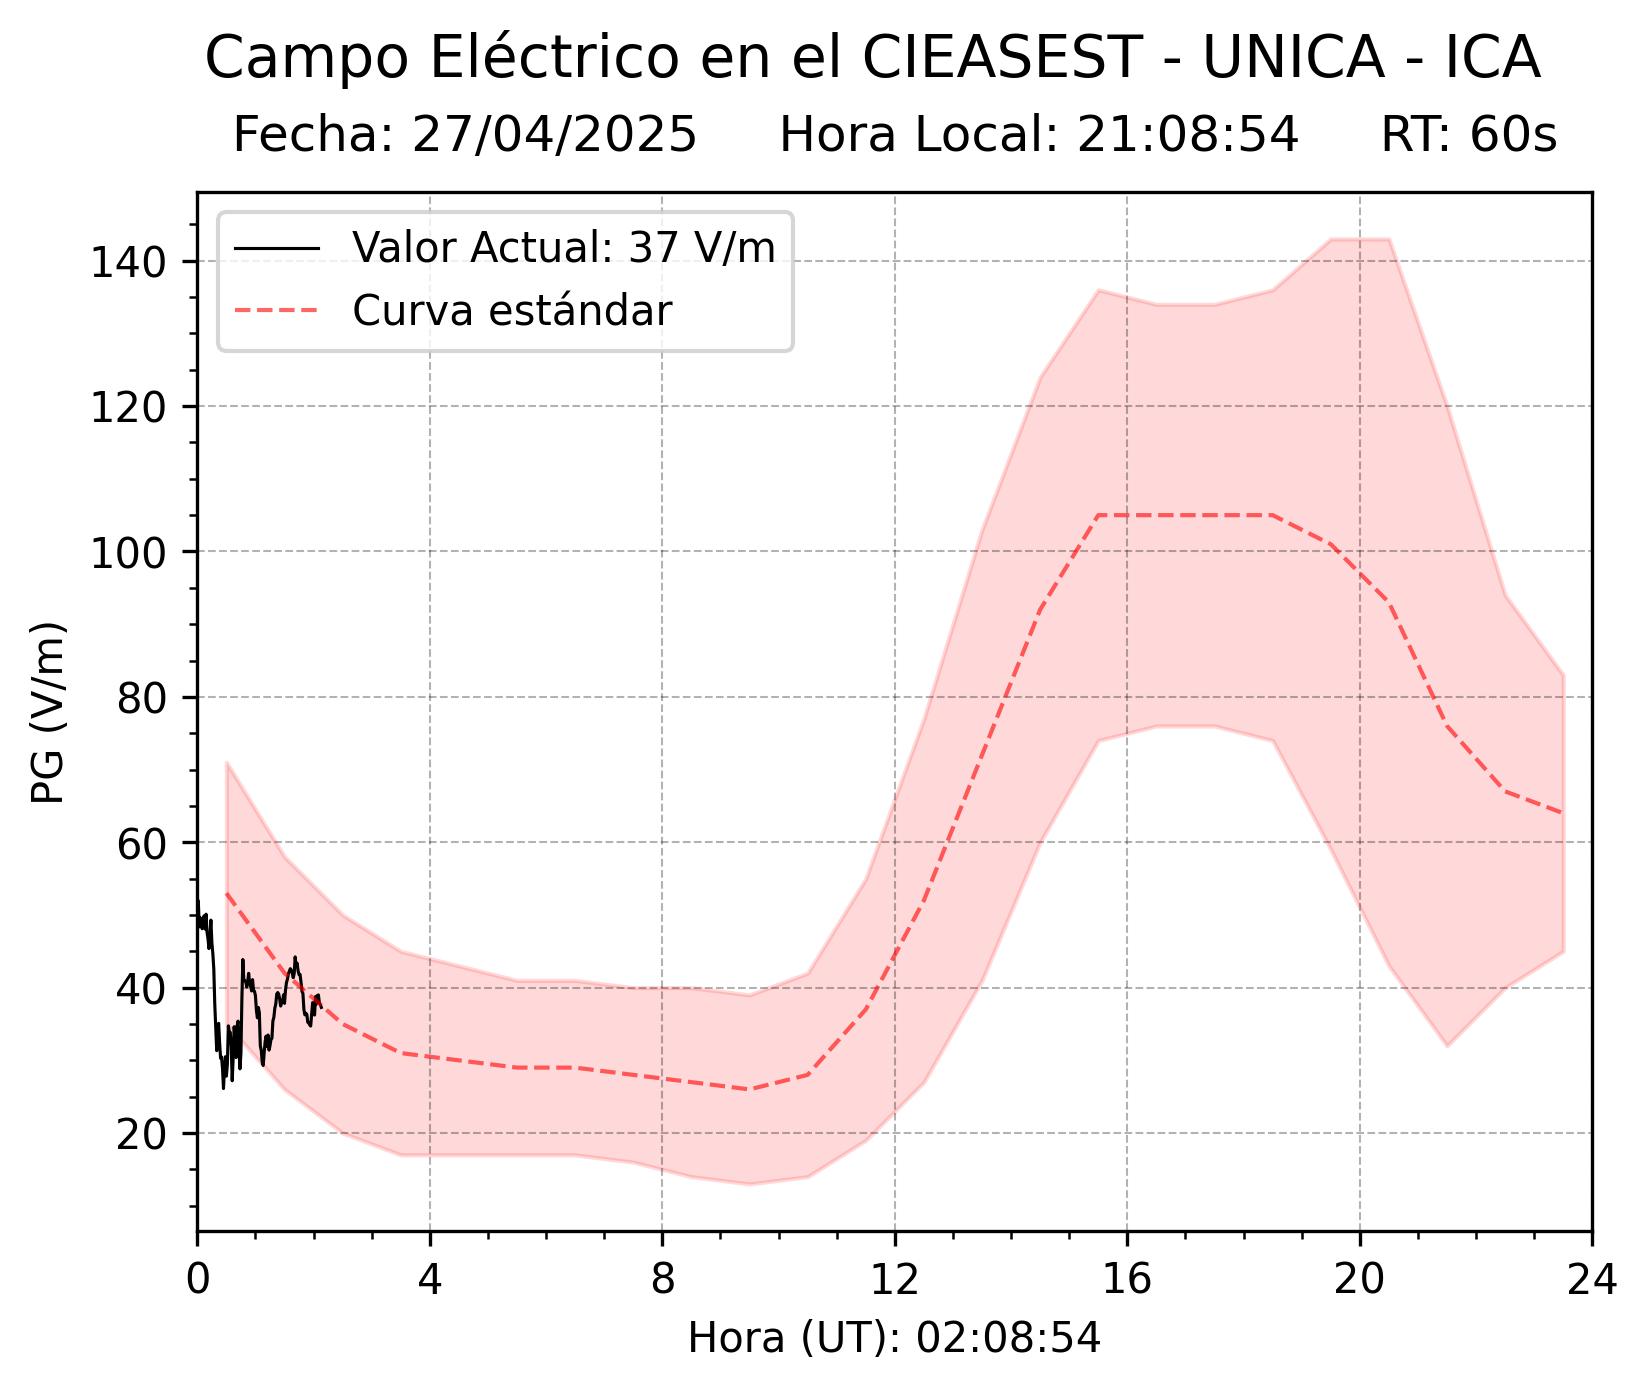 Campo Eléctrico en el CIEASEST - UNICA - ICA
Fecha: 27/04/2025 Hora Local: 21:08:54 RT: 60s
Valor Actual: 37 V/m
Curva estándar
140
120
100
80
60
40
20
PG (V/m)
0 4 8 12 16 20 24
Hora (UT): 02:08:54